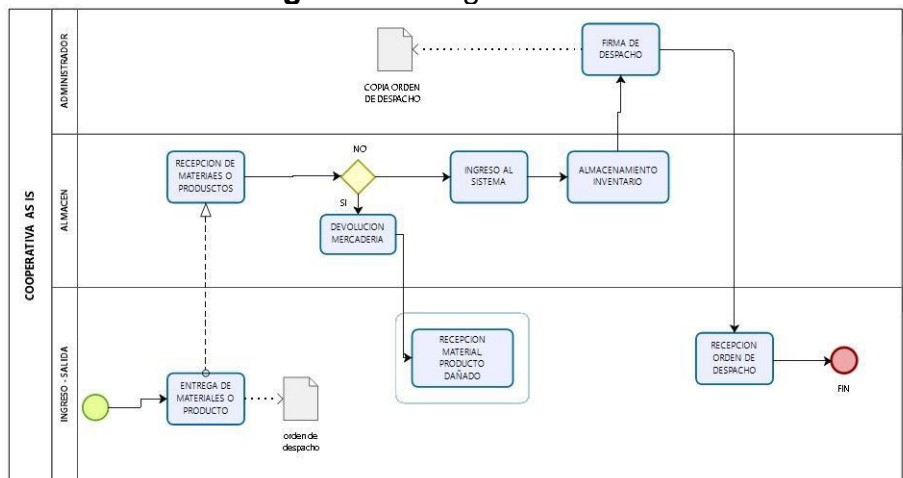 COOPERATIVA AS IS
ADMINISTRADOR
COPIA ORDEN
DE DESPACHO
FIRMA DE
DESPACHO
ALMACEN
RECEPCION DE
MATERIAES O
PRODUSCTOS
NO
SI
INGRESO AL
SISTEMA
ALMACENAMIENTO
INVENTARIO
DEVOLUCION
MERCADERIA
INGRESO - SALIDA
ENTREGA DE
MATERIALES O
PRODUCTO
orden de
despacho
RECEPCION
MATERIAL
PRODUCTO
DAÑADO
RECEPCION
ORDEN DE
DESPACHO
FIN